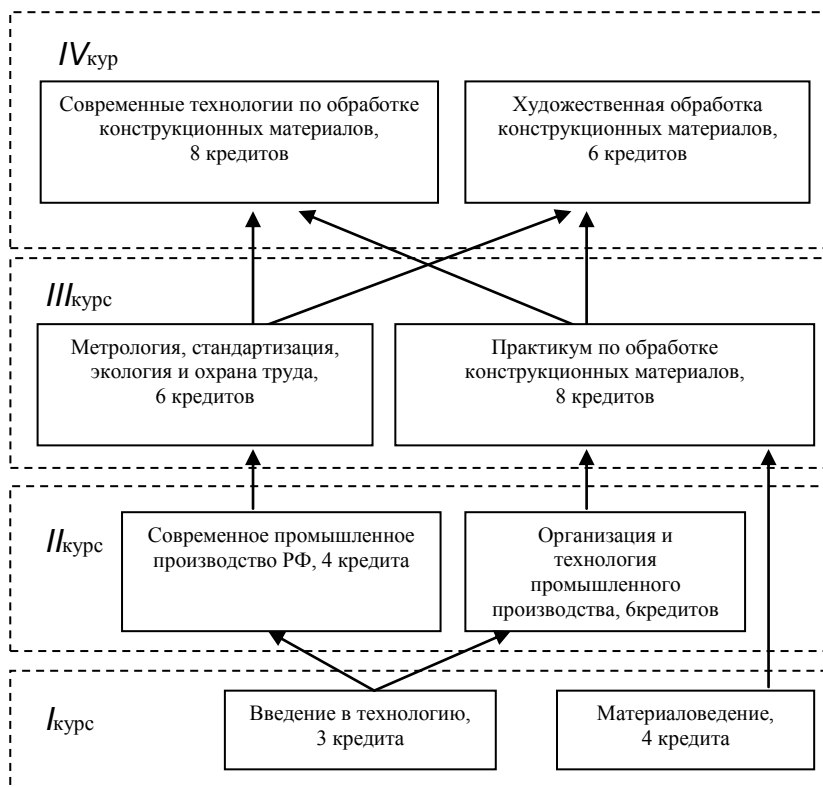 IVкур
Современные технологии по обработке
конструкционных материалов,
8 кредитов
Художественная обработка
конструкционных материалов,
6 кредитов
IIIкурс
Метрология, стандартизация,
экология и охрана труда,
6 кредитов
Практикум по обработке
конструкционных материалов,
8 кредитов
IIкурс
Современное промышленное
производство РФ, 4 кредита
Организация и
технология
промышленного
производства, 6кредитов
Iкурс
Введение в технологию,
3 кредита
Материаловедение,
4 кредита